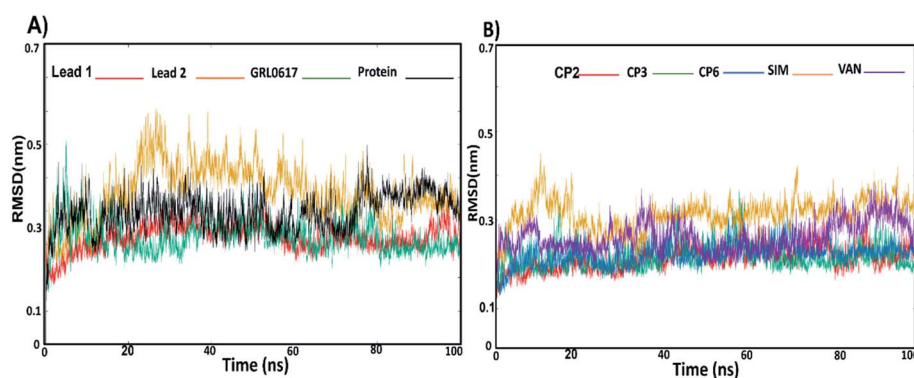 A)
0.7
Lead 1 Lead 2 GRL0617 Protein
0.5
RMSD(nm)
0.3
0.1
0
0 20 40 60 80 100
Time (ns)
B)
0.7
CP2 CP3 CP6 SIM VAN
0.5
RMSD(nm)
0.3
0.1
0
0 20 40 60 80 100
Time (ns)